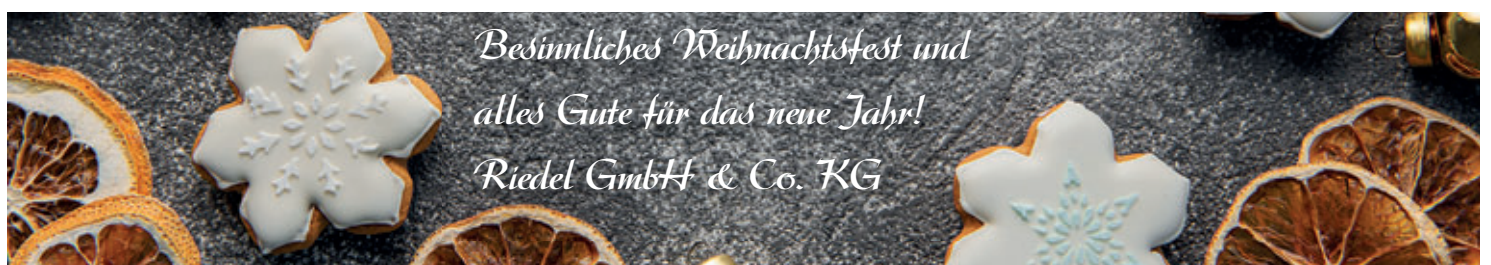 Besinnliches Weihnachtsfest und
alles Gute für das neue Jahr!
Riedel GmbH & Co. KG